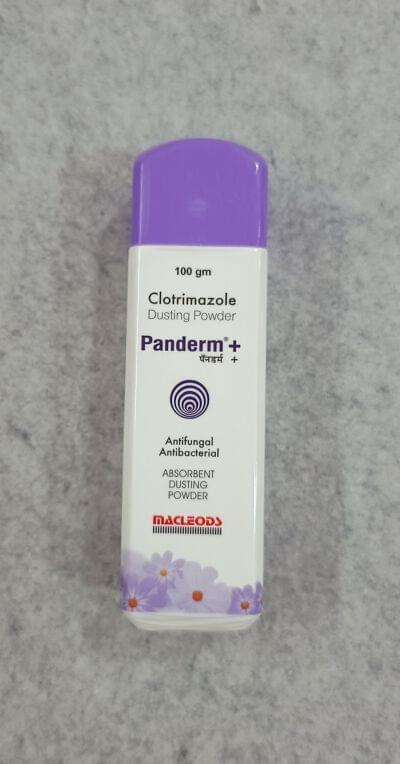 100 gm
Clotrimazole
Dusting Powder
Panderm®+
पॅनडर्म +
Antifungal
Antibacterial
ABSORBENT
DUSTING
POWDER
MACLEODS